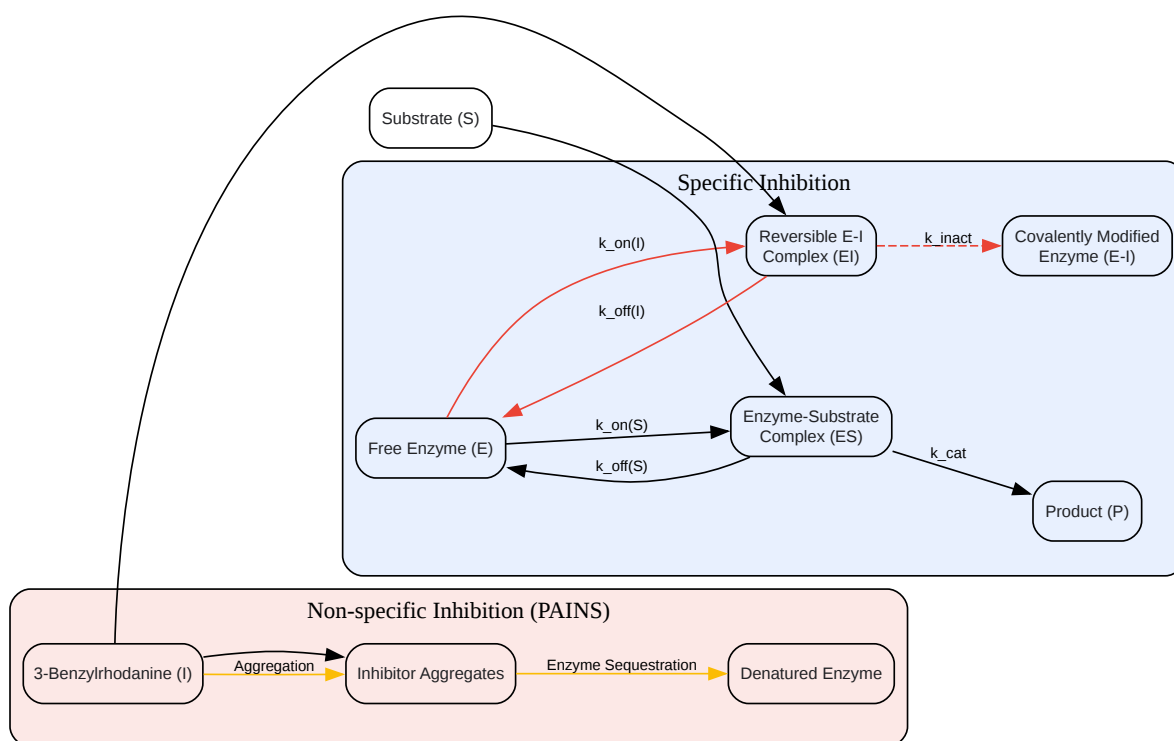 Substrate (S)
Specific Inhibition
Reversible E-I
Complex (EI)
k_inact
Covalently Modified
Enzyme (E-I)
k_on(I)
k_off(I)
Free Enzyme (E)
k_on(S)
k_off(S)
Enzyme-Substrate
Complex (ES)
k_cat
Product (P)
Non-specific Inhibition (PAINS)
3-Benzylrhodanine (I)
Aggregation
Inhibitor Aggregates
Enzyme Sequestration
Denatured Enzyme